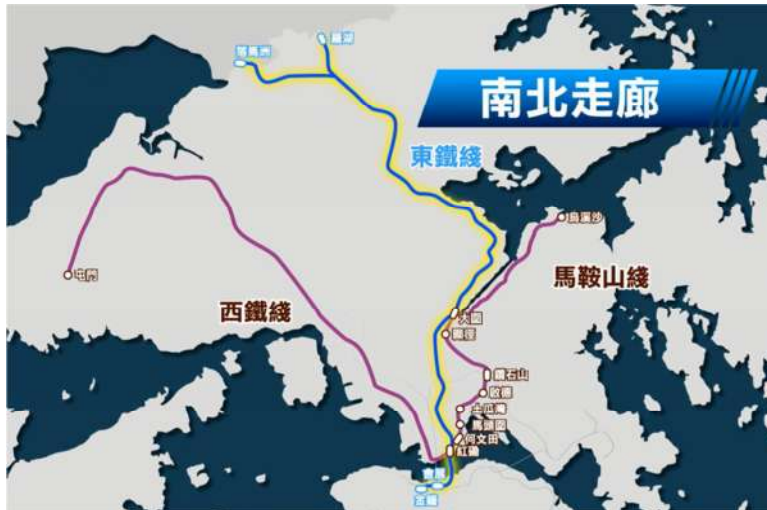 落馬洲
羅湖
南北走廊
東鐵綫
烏溪沙
屯門
馬鞍山綫
西鐵綫
大圍
顯徑
鑽石山
啟德
土瓜灣
馬頭圍
何文田
紅磡
會展
金鐘